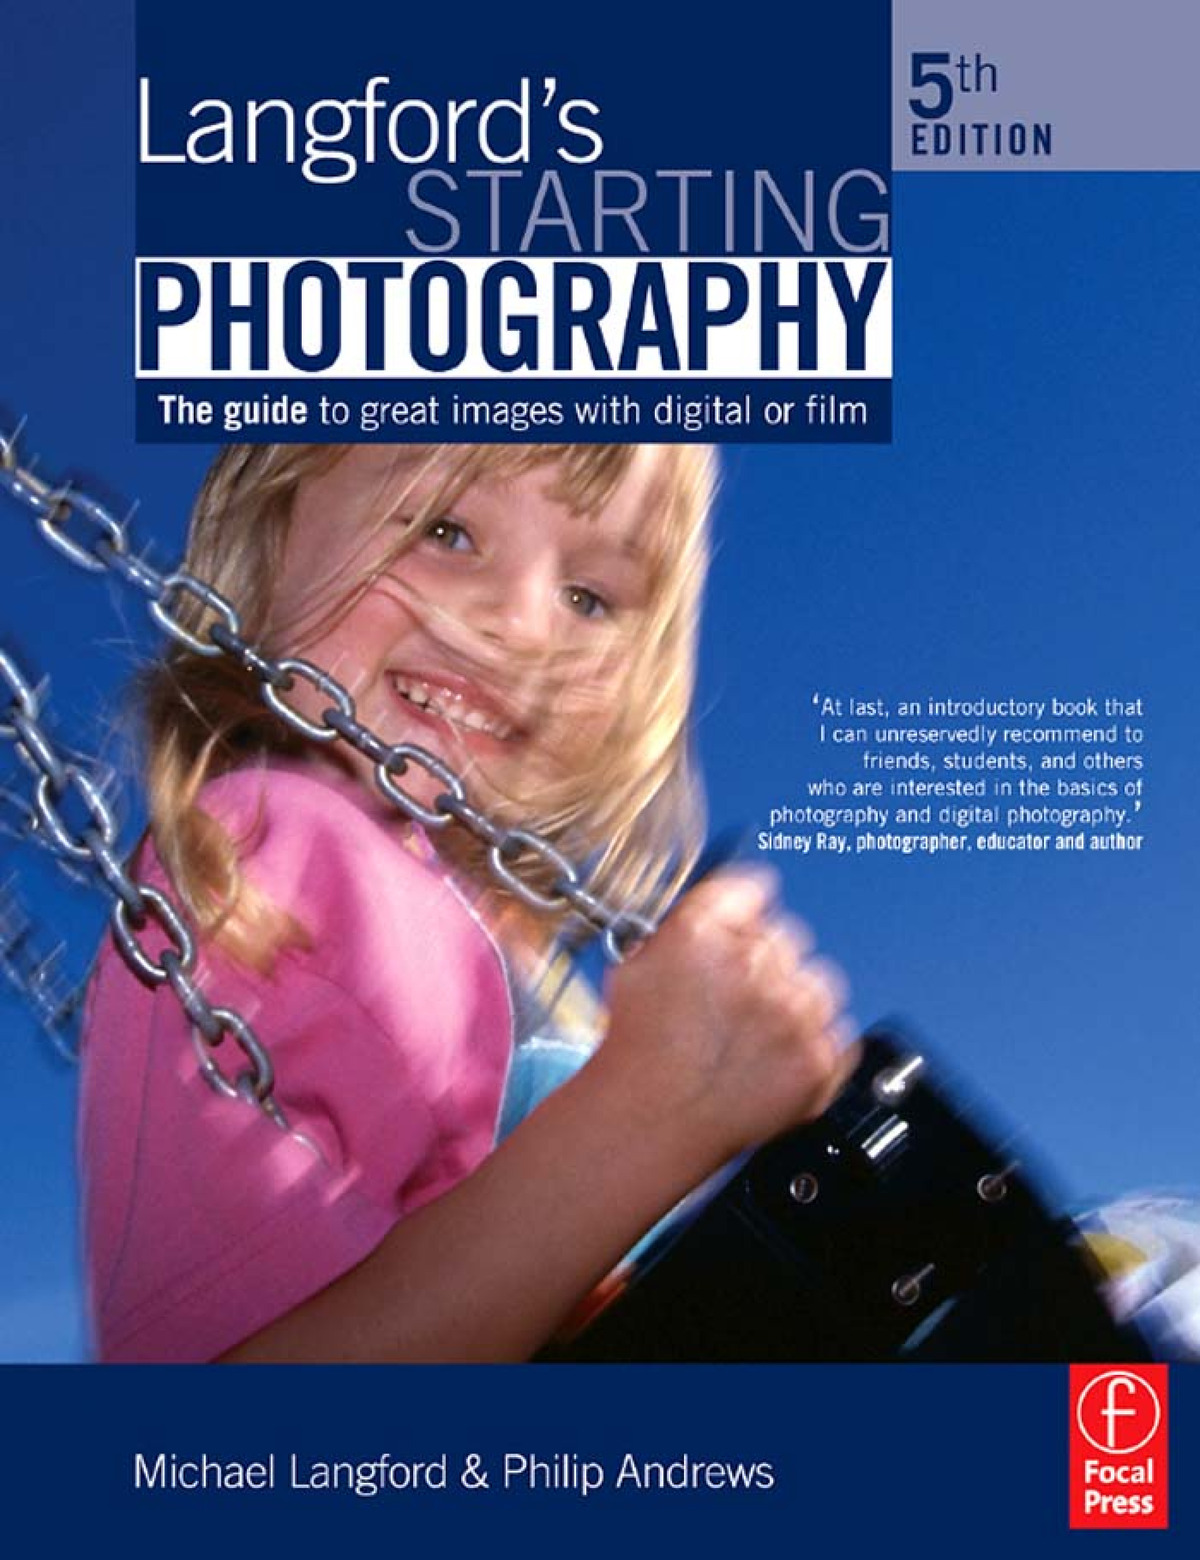 Langford's
STARTING
PHOTOGRAPHY
The guide to great images with digital or film
5th
EDITION
‘At last, an introductory book that
I can unreservedly recommend to
friends, students, and others
who are interested in the basics of
photography and digital photography.’
Sidney Ray, photographer, educator and author
Michael Langford & Philip Andrews
f
Focal
Press